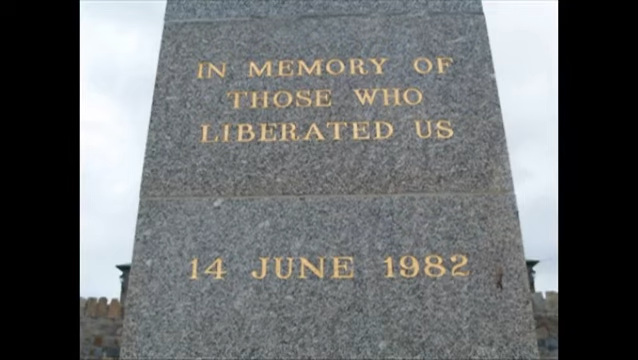 IN MEMORY OF
THOSE WHO
LIBERATED US
14 JUNE 1982